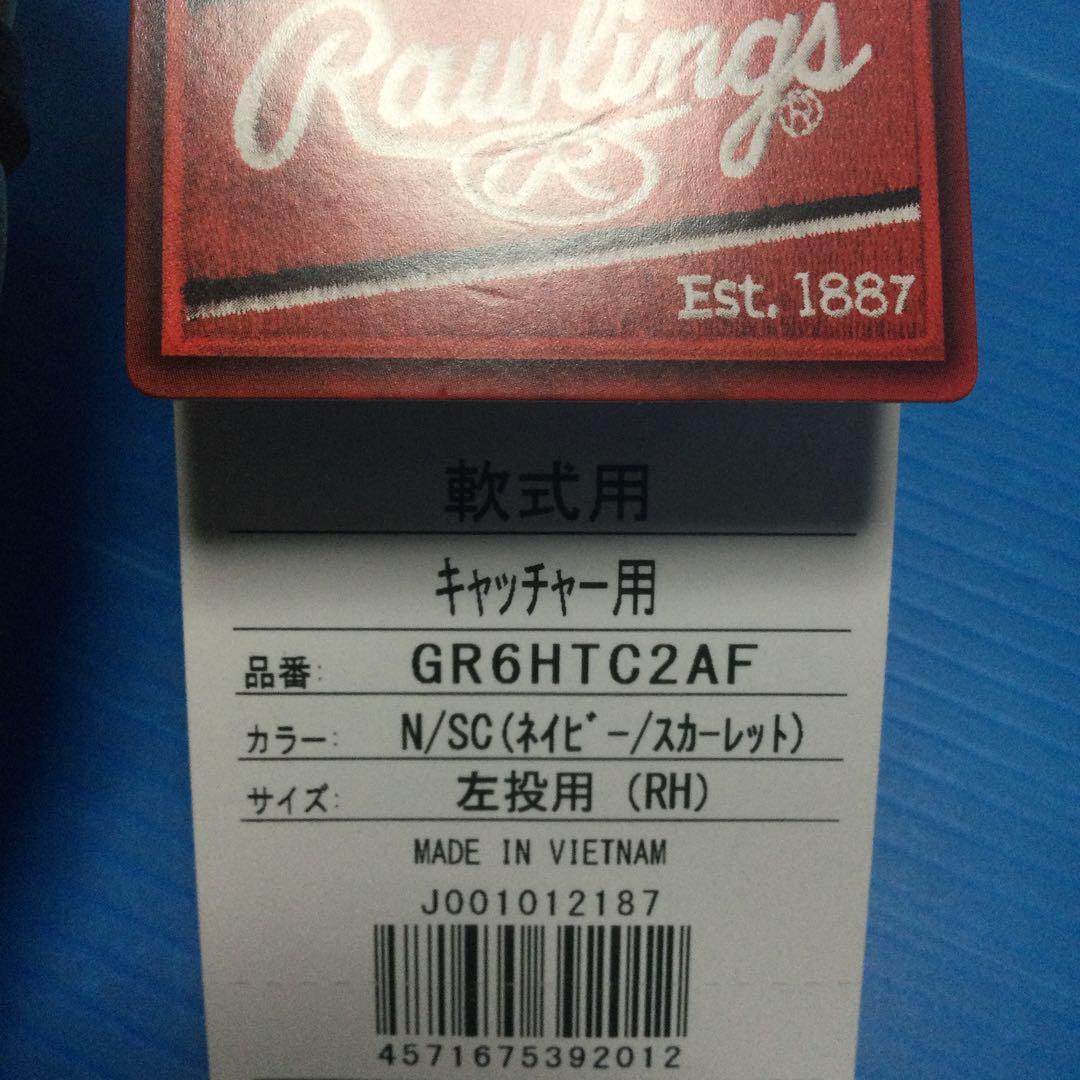 Rawlings®
R
Est. 1887
軟式用
キャッチャー用
品番: GR6HTC2AF
カラー: N/SC(ネイビー/スカーレット)
サイズ: 左投用 (RH)
MADE IN VIETNAM
J001012187
4571675392012